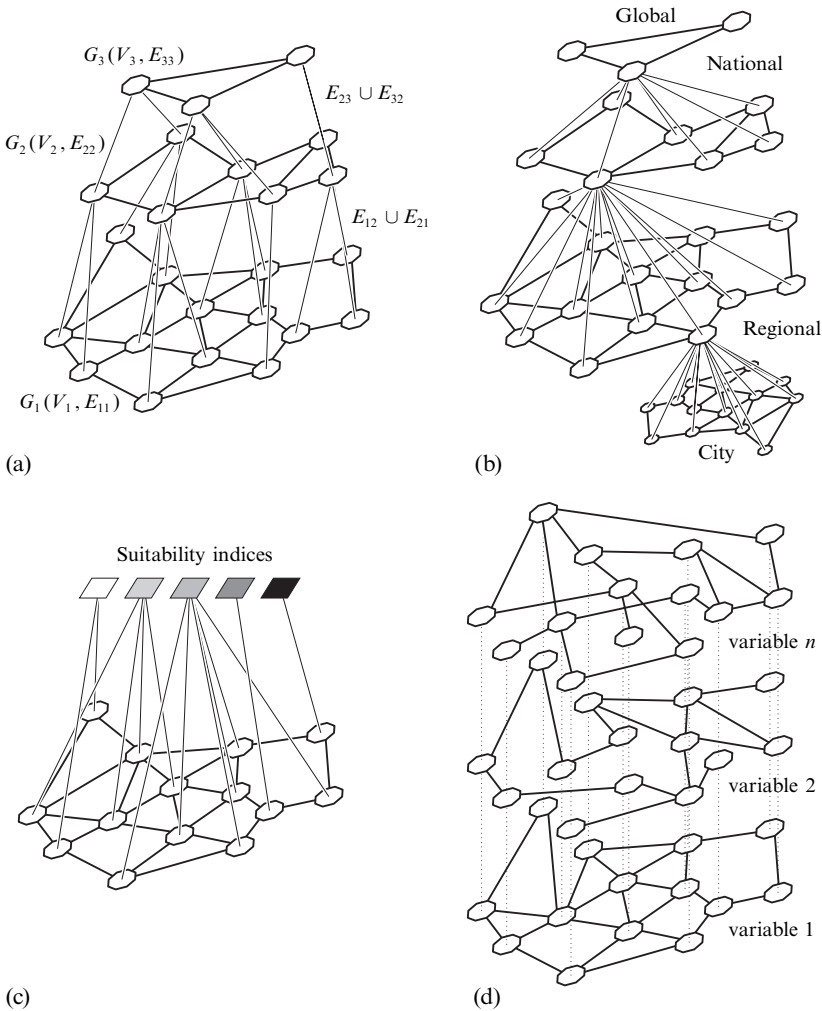 G₃(V₃, E₃₃)
E₂₃ ∪ E₃₂
G₂(V₂, E₂₂)
E₁₂ ∪ E₂₁
G₁(V₁, E₁₁)
(a)
Global
National
Regional
City
(b)
Suitability indices
(c)
variable n
variable 2
variable 1
(d)